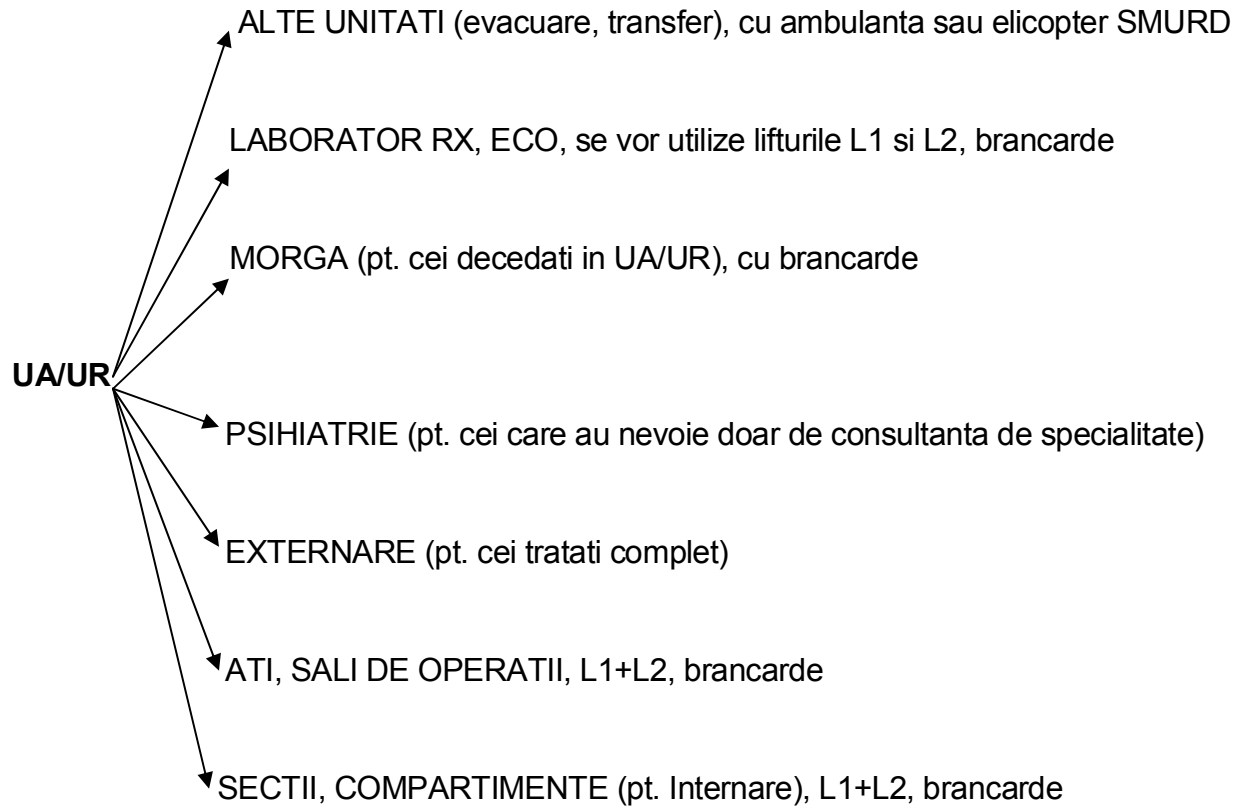 ALTE UNITATI (evacuare, transfer), cu ambulanta sau elicopter SMURD
LABORATOR RX, ECO, se vor utilize lifturile L1 si L2, brancarde
MORGA (pt. cei decedati in UA/UR), cu brancarde
UA/UR
PSIHIATRIE (pt. cei care au nevoie doar de consultanta de specialitate)
EXTERNARE (pt. cei tratati complet)
ATI, SALI DE OPERATII, L1+L2, brancarde
SECTII, COMPARTIMENTE (pt. Internare), L1+L2, brancarde